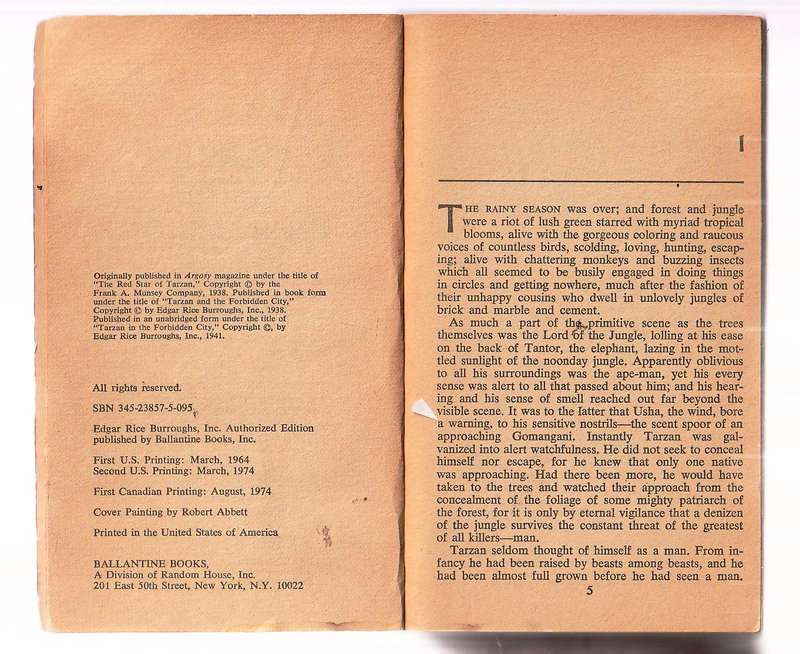 Originally published in Argosy magazine under the title of
"The Red Star of Tarzan," Copyright © by the
Frank A. Munsey Company, 1938. Published in book form
under the title of "Tarzan and the Forbidden City,"
Copyright © by Edgar Rice Burroughs, Inc., 1938.
Published in an unabridged form under the title of
"Tarzan in the Forbidden City," Copyright ©, by
Edgar Rice Burroughs, Inc., 1941.
All rights reserved.
SBN 345-23857-5-095
Edgar Rice Burroughs, Inc. Authorized Edition
published by Ballantine Books, Inc.
First U.S. Printing: March, 1964
Second U.S. Printing: March, 1974
First Canadian Printing: August, 1974
Cover Painting by Robert Abbett
Printed in the United States of America
BALLANTINE BOOKS,
A Division of Random House, Inc.
201 East 50th Street, New York, N.Y. 10022
I
THE RAINY SEASON was over; and forest and jungle
were a riot of lush green starred with myriad tropical
blooms, alive with the gorgeous coloring and raucous
voices of countless birds, scolding, loving, hunting, escap-
ing; alive with chattering monkeys and buzzing insects
which all seemed to be busily engaged in doing things
in circles and getting nowhere, much after the fashion of
their unhappy cousins who dwell in unlovely jungles of
brick and marble and cement.
As much a part of the primitive scene as the trees
themselves was the Lord of the Jungle, lolling at his ease
on the back of Tantor, the elephant, lazing in the mot-
tled sunlight of the noonday jungle. Apparently oblivious
to all his surroundings was the ape-man, yet his every
sense was alert to all that passed about him; and his hear-
ing and his sense of smell reached out far beyond the
visible scene. It was to the latter that Usha, the wind, bore
a warning, to his sensitive nostrils—the scent spoor of an
approaching Gomangani. Instantly Tarzan was gal-
vanized into alert watchfulness. He did not seek to conceal
himself nor escape, for he knew that only one native
was approaching. Had there been more, he would have
taken to the trees and watched their approach from the
concealment of the foliage of some mighty patriarch of
the forest, for it is only by eternal vigilance that a denizen
of the jungle survives the constant threat of the greatest
of all killers—man.
Tarzan seldom thought of himself as a man. From in-
fancy he had been raised by beasts among beasts, and he
had been almost full grown before he had seen a man.
5